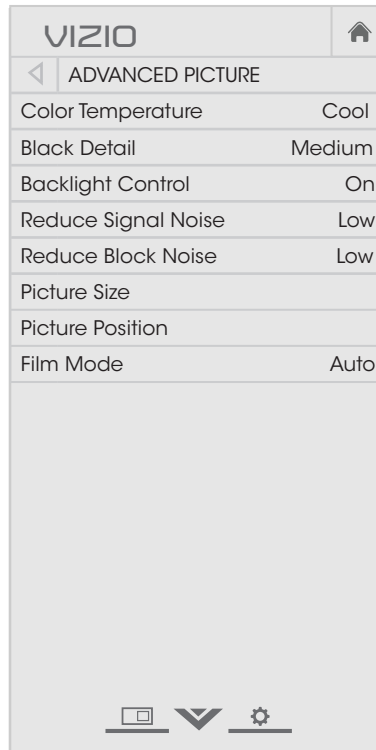 VIZIO
ADVANCED PICTURE
Color Temperature Cool
Black Detail Medium
Backlight Control On
Reduce Signal Noise Low
Reduce Block Noise Low
Picture Size
Picture Position
Film Mode Auto